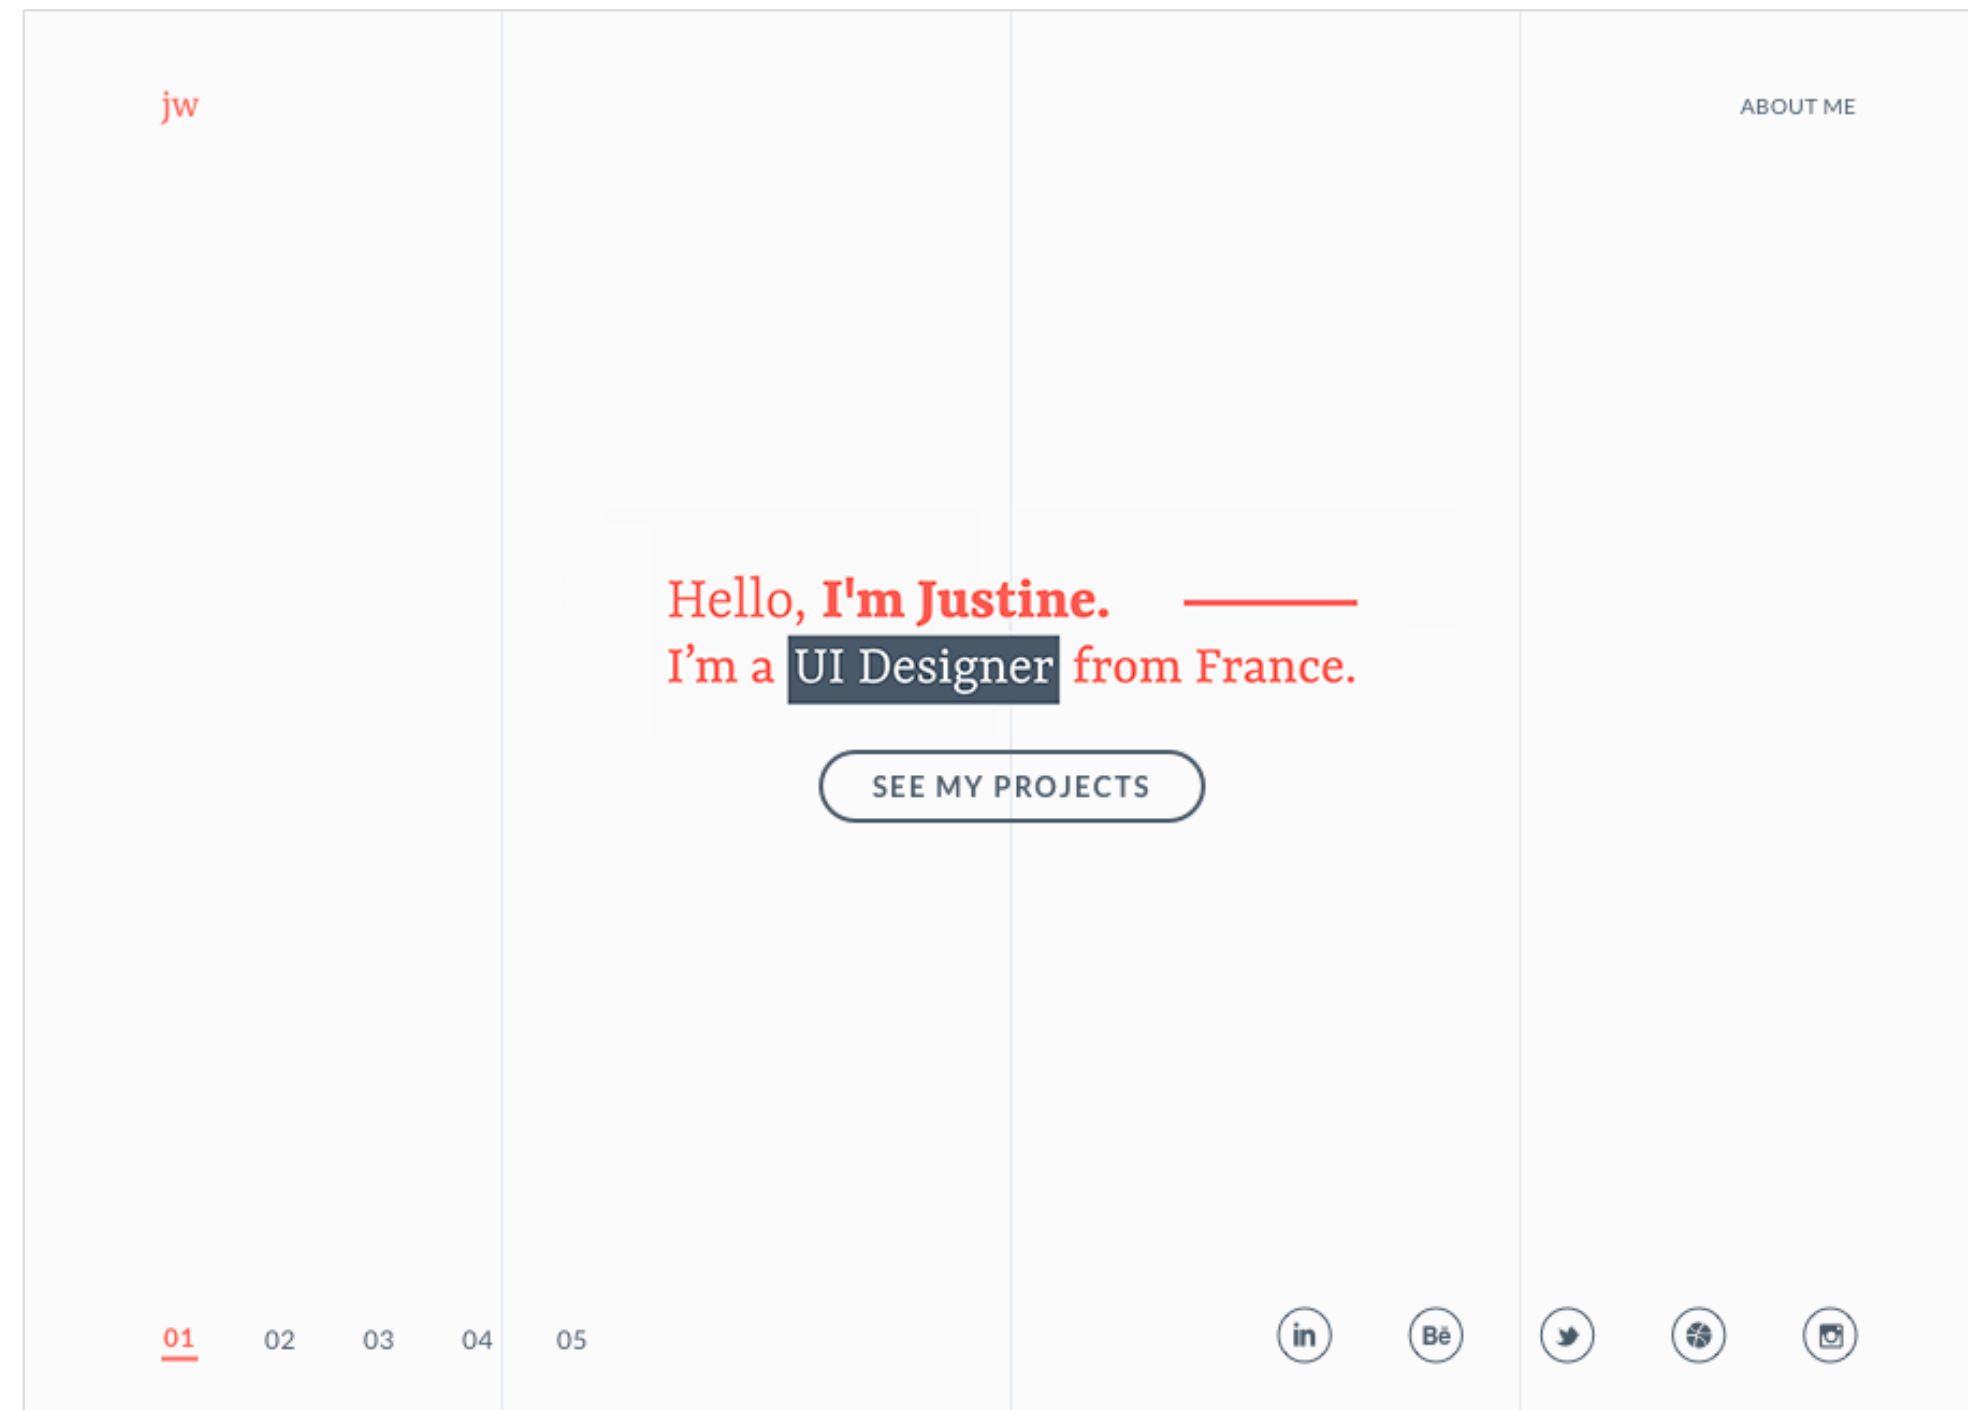 jw
ABOUT ME
Hello, I'm Justine.
I’m a UI Designer from France.
SEE MY PROJECTS
01 02 03 04 05
in Bē